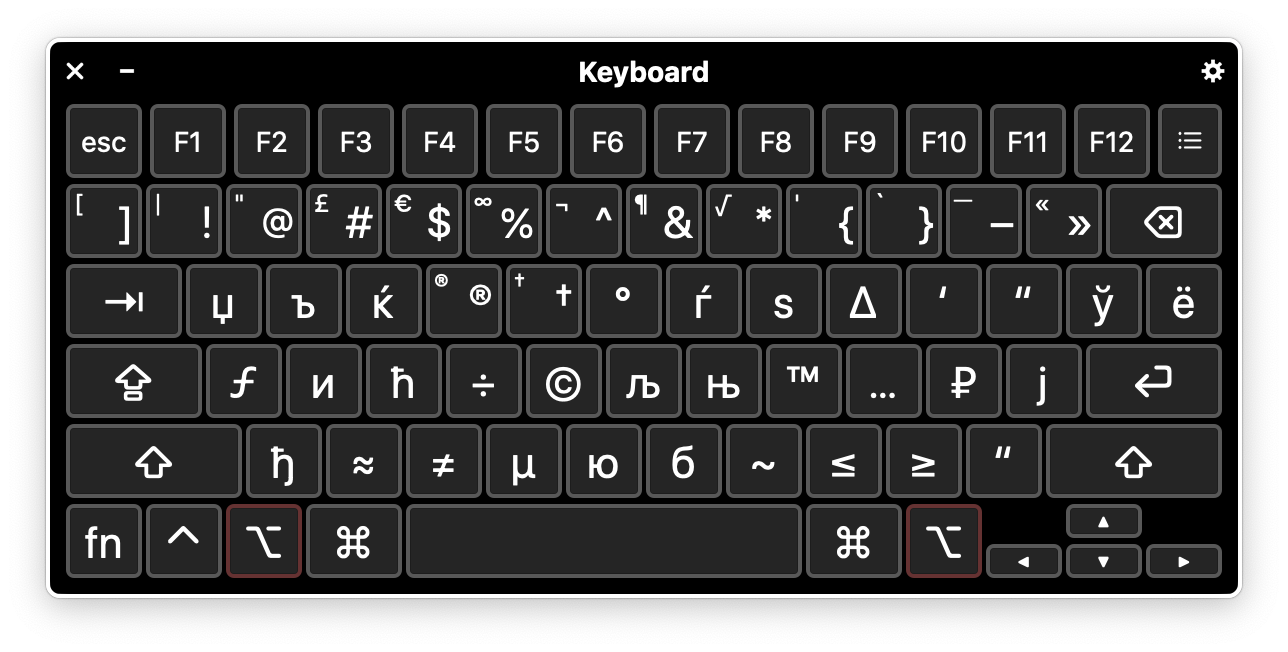 Keyboard
esc F1 F2 F3 F4 F5 F6 F7 F8 F9 F10 F11 F12
[ ] | ! " @ £ # € $ ∞ % ¬ ^ ¶ & √ * ' { ` } — – « »
џ ъ ќ ® ® † † ° ѓ ѕ ∆ ‘ “ ў ё
ƒ и ћ ÷ © љ њ ™ … ₽ ј
ђ ≈ ≠ µ ю б ~ ≤ ≥ “
fn ^ ⌥ ⌘ ⌘ ⌥